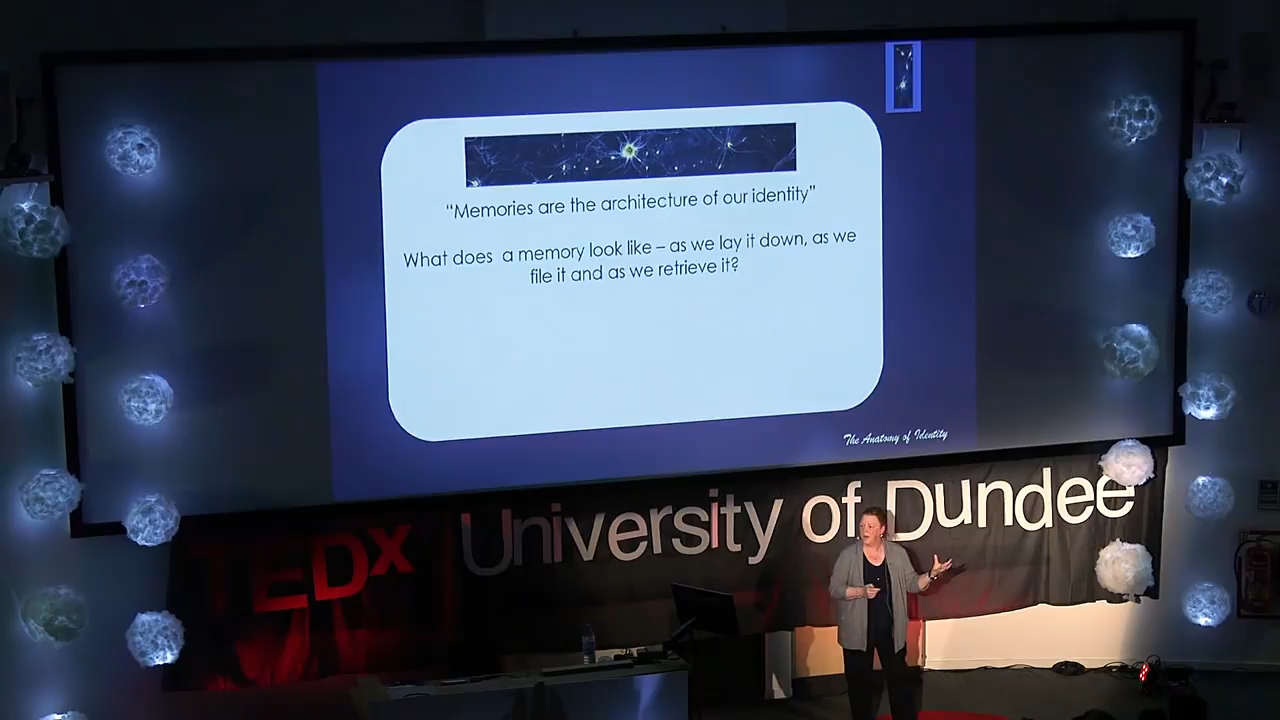 “Memories are the architecture of our identity”
What does a memory look like – as we lay it down, as we
file it and as we retrieve it?
The Anatomy of Identity
TEDx University of Dundee